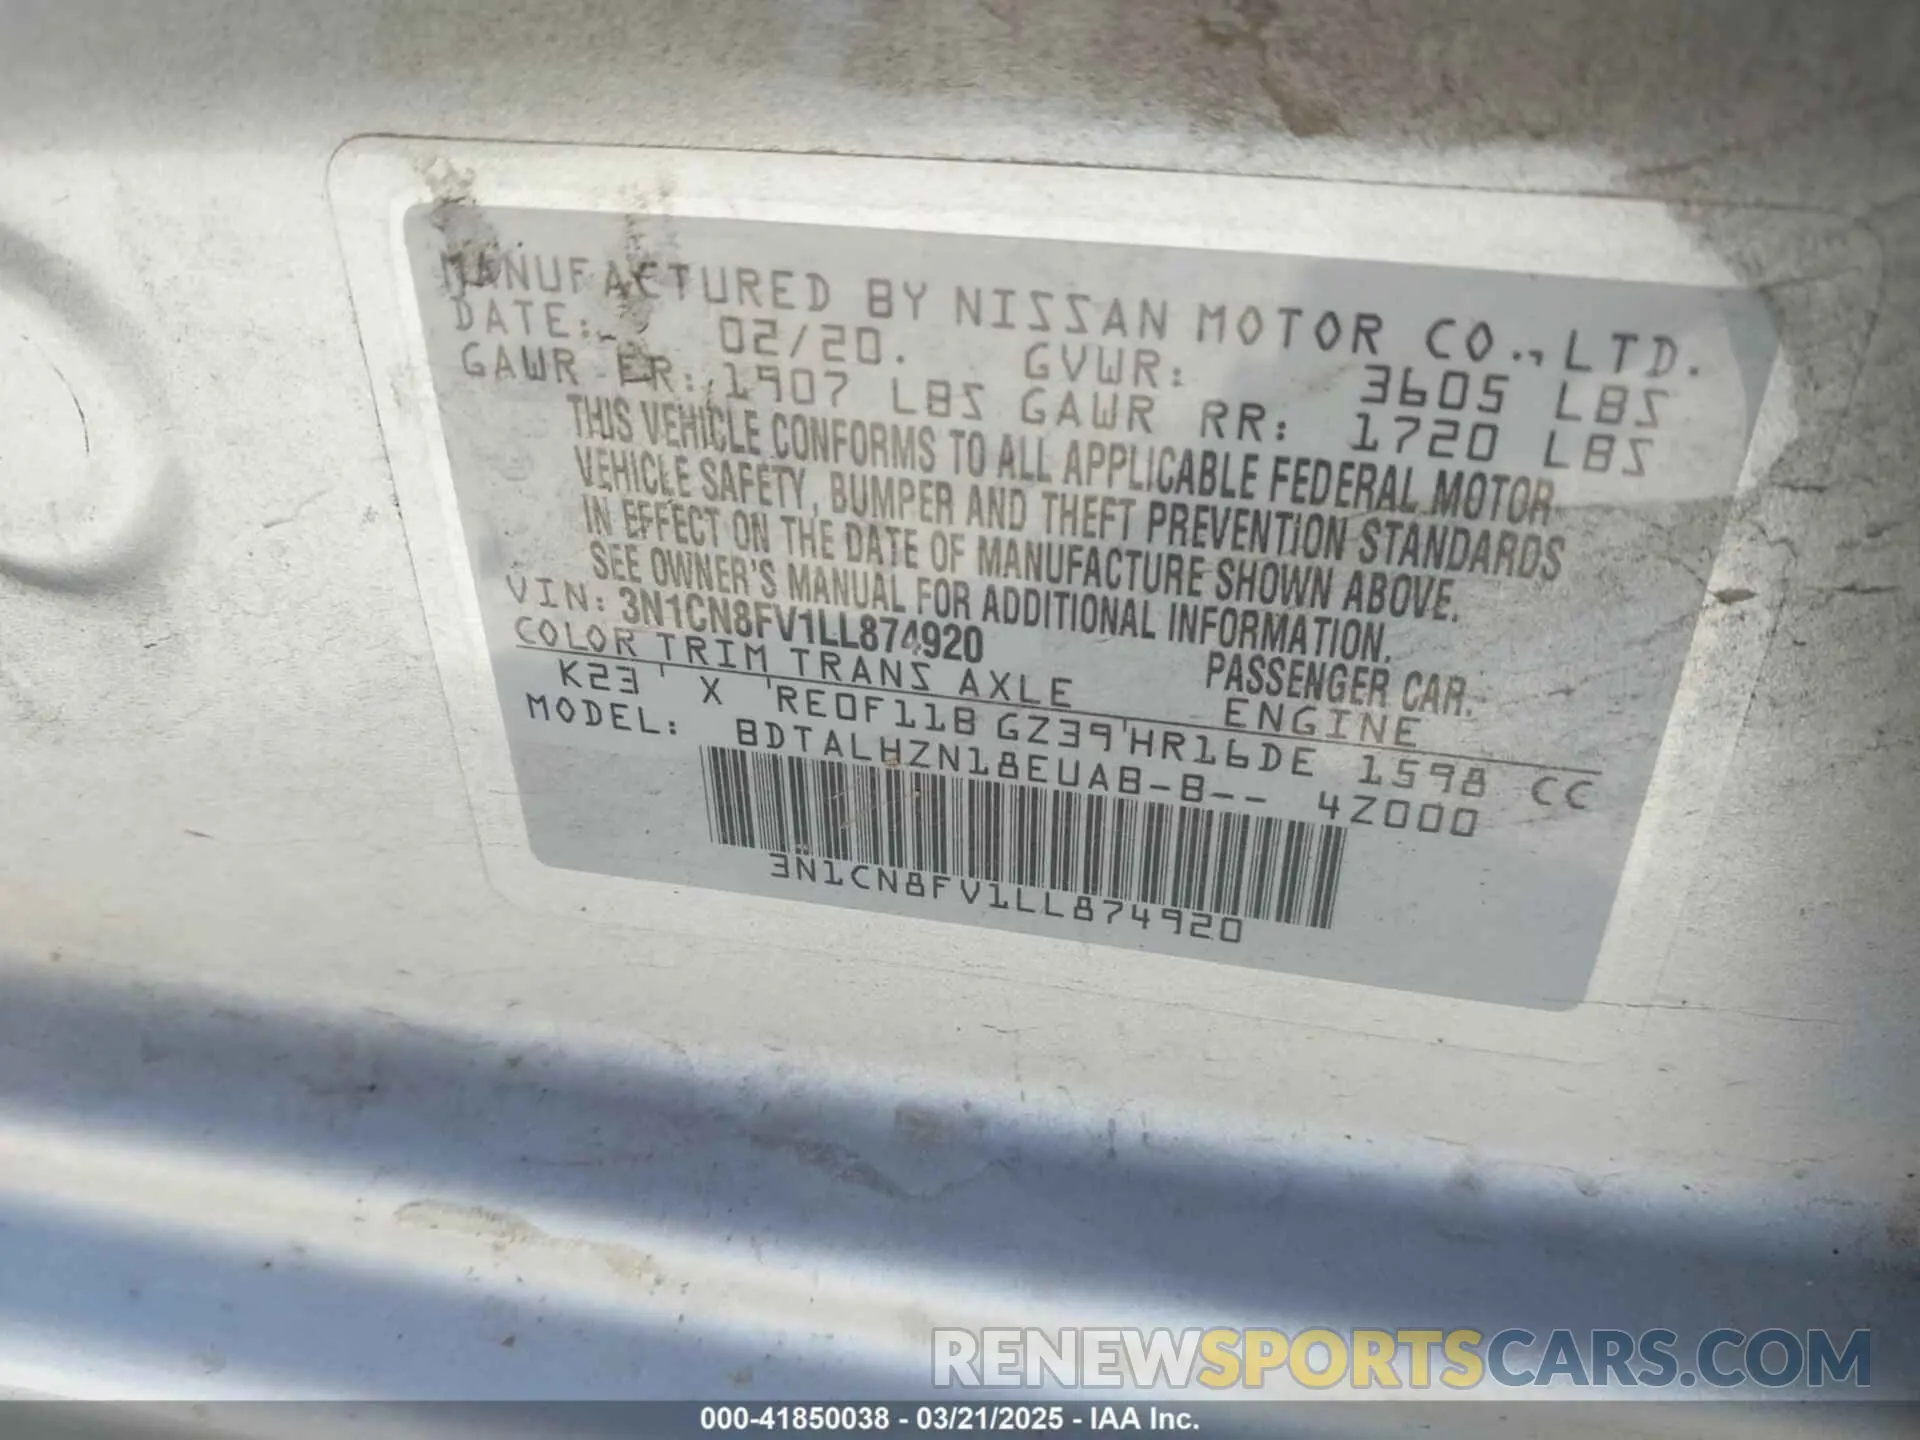 MANUFACTURED BY NISSAN MOTOR CO., LTD.
DATE: 02/20. GVWR: 3605 LBS
GAWR FR: 1907 LBS GAWR RR: 1720 LBS
THIS VEHICLE CONFORMS TO ALL APPLICABLE FEDERAL MOTOR
VEHICLE SAFETY, BUMPER AND THEFT PREVENTION STANDARDS
IN EFFECT ON THE DATE OF MANUFACTURE SHOWN ABOVE.
SEE OWNER'S MANUAL FOR ADDITIONAL INFORMATION.
VIN: 3N1CN8FV1LL874920 PASSENGER CAR.
COLOR TRIM TRANS AXLE ENGINE
K23 X RE0F11B GZ39 HR16DE 1598 CC
MODEL: BDTALHZN18EUAB-B-- 4Z000
3N1CN8FV1LL874920
RENEWSPORTSCARS.COM
000-41850038 - 03/21/2025 - IAA Inc.